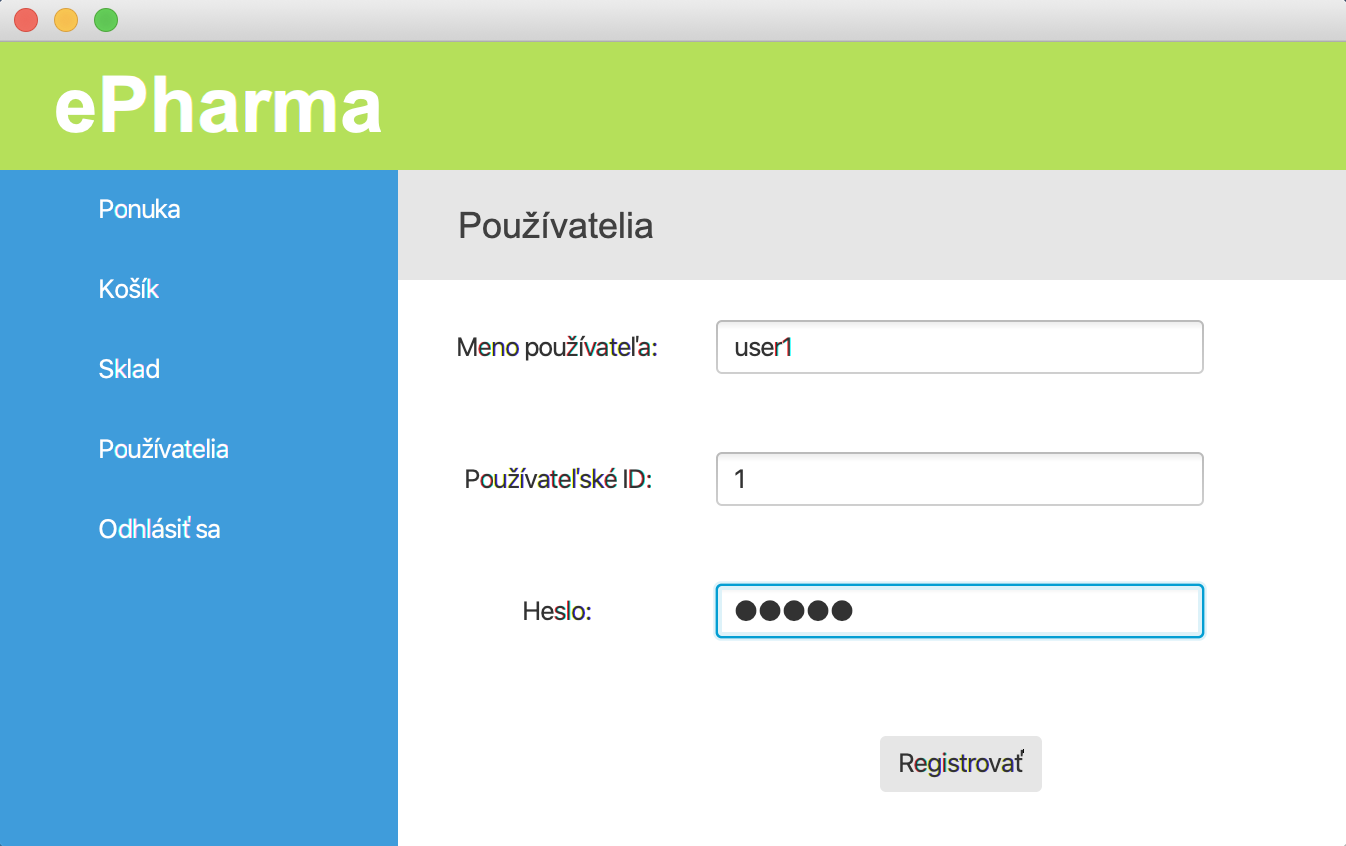 ePharma
Ponuka
Košík
Sklad
Používatelia
Odhlásiť sa
Používatelia
Meno používateľa: user1
Používateľské ID: 1
Heslo: ●●●●●
Registrovať